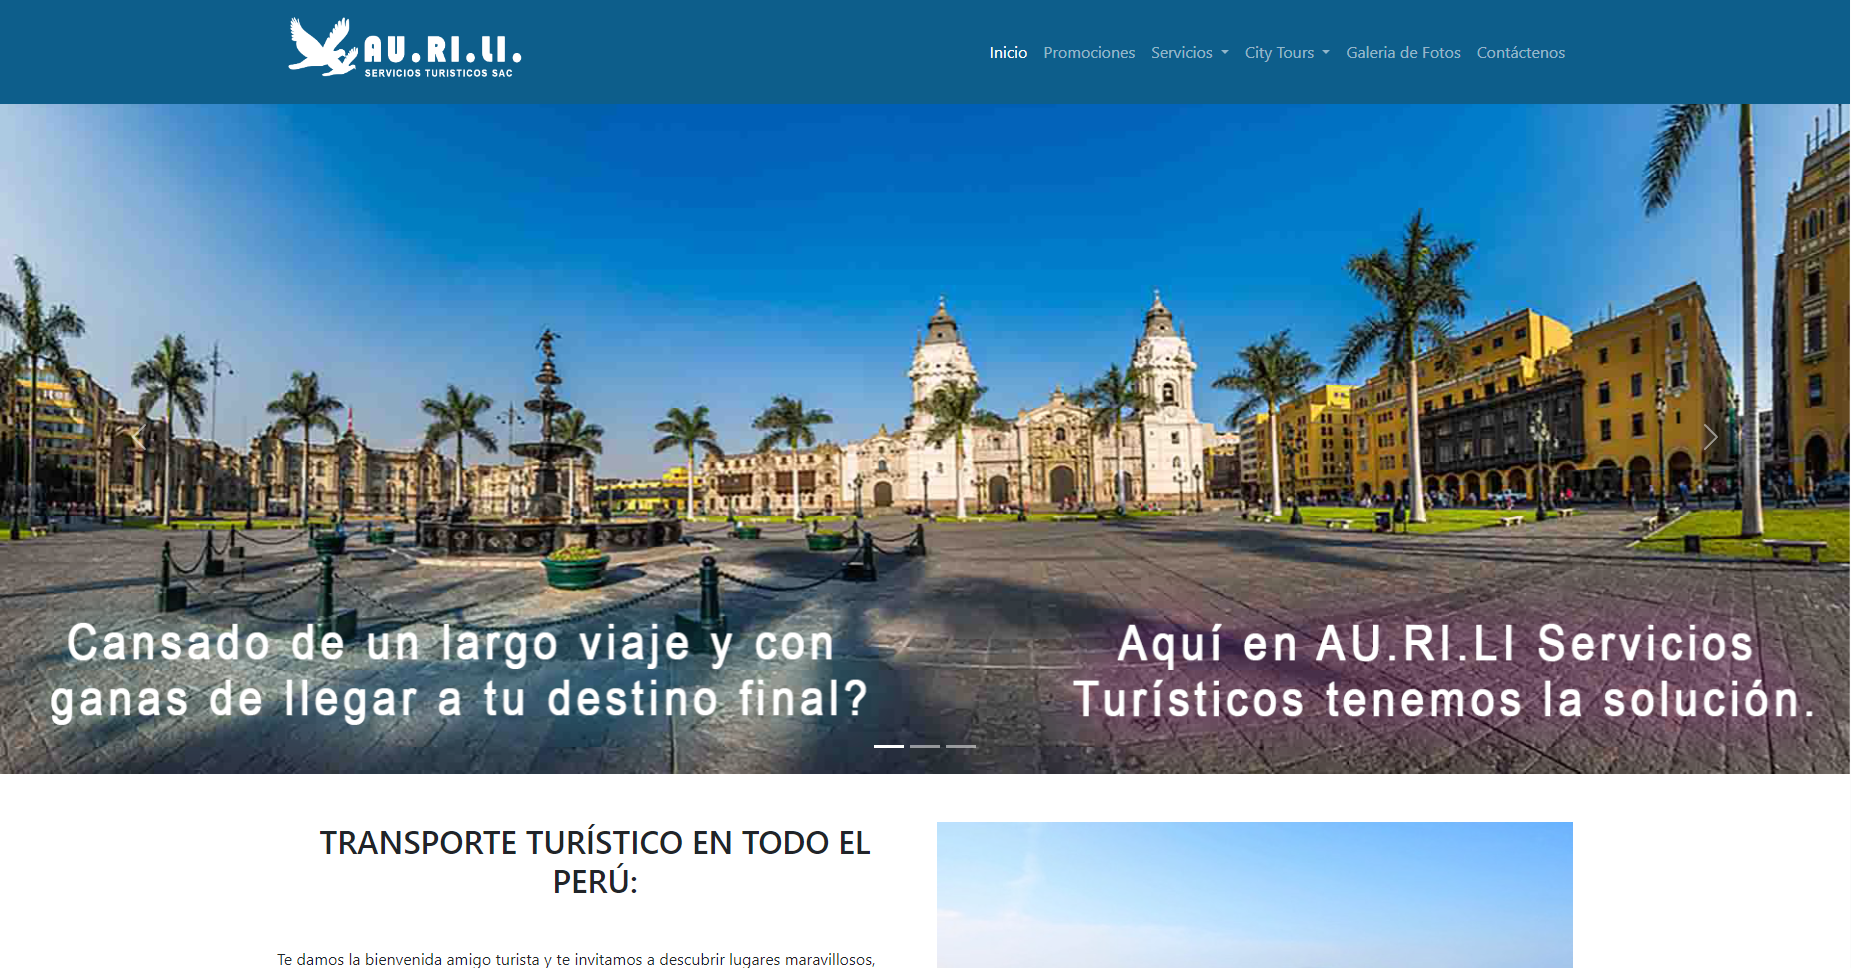 AU.RI.LI.
SERVICIOS TURISTICOS SAC
Inicio Promociones Servicios City Tours Galeria de Fotos Contáctenos
Cansado de un largo viaje y con
ganas de llegar a tu destino final?
Aquí en AU.RI.LI Servicios
Turísticos tenemos la solución.
TRANSPORTE TURÍSTICO EN TODO EL
PERÚ:
Te damos la bienvenida amigo turista y te invitamos a descubrir lugares maravillosos,